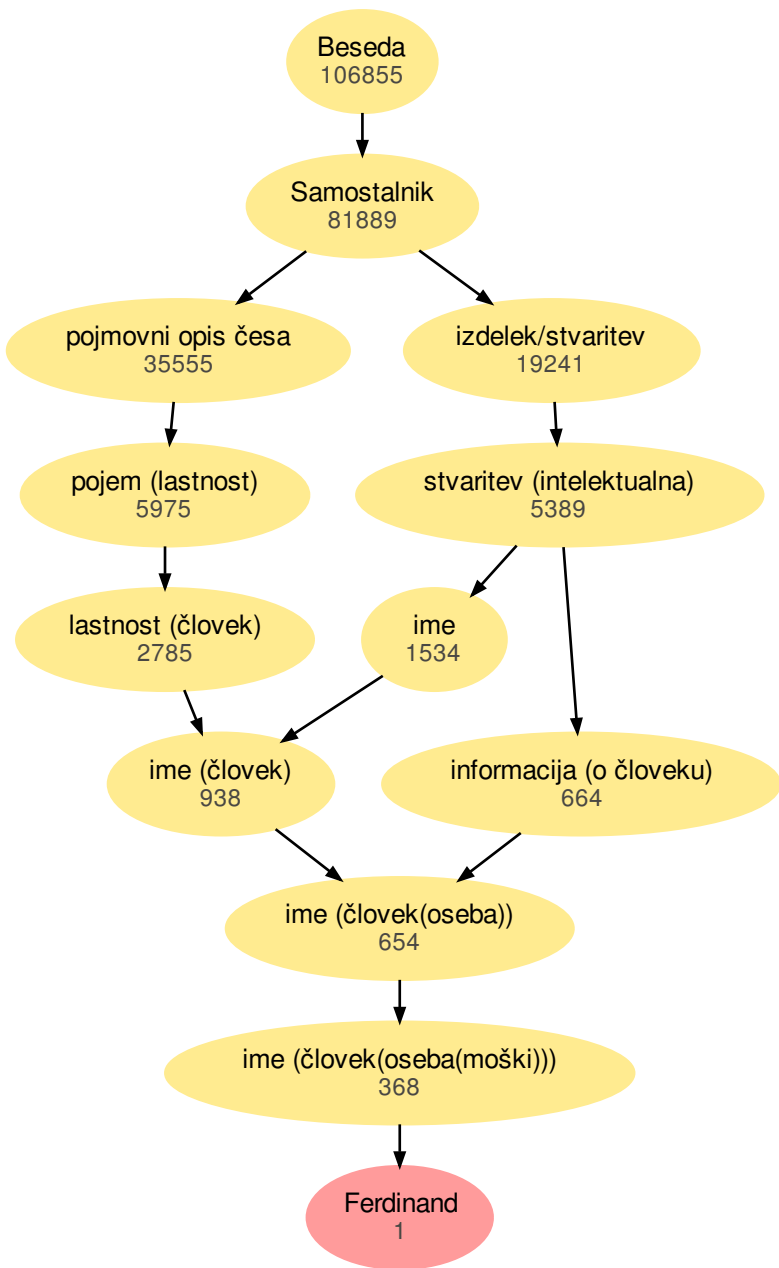 Beseda
106855
Samostalnik
81889
pojmovni opis česa
35555
izdelek/stvaritev
19241
pojem (lastnost)
5975
stvaritev (intelektualna)
5389
lastnost (človek)
2785
ime
1534
ime (človek)
938
informacija (o človeku)
664
ime (človek(oseba))
654
ime (človek(oseba(moški)))
368
Ferdinand
1